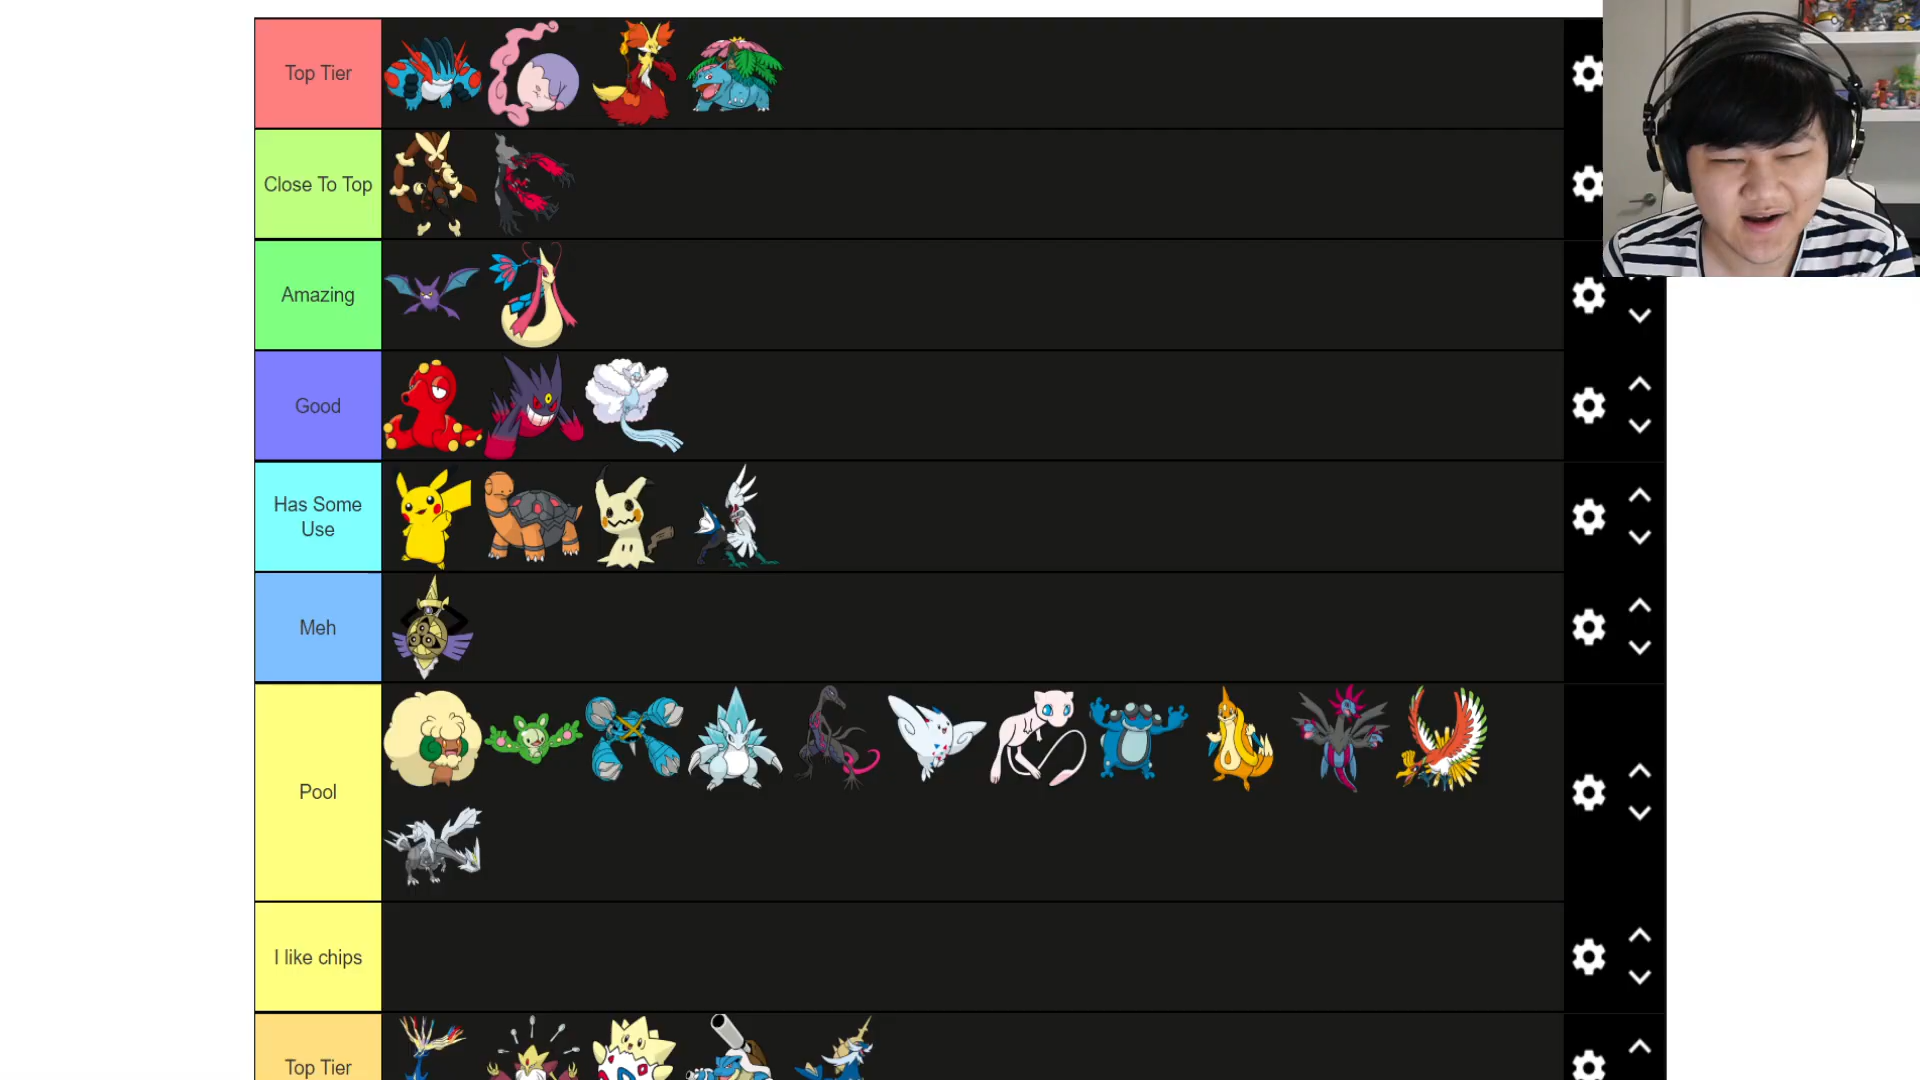 Top Tier
Close To Top
Amazing
Good
Has Some
Use
Meh
Pool
I like chips
Top Tier